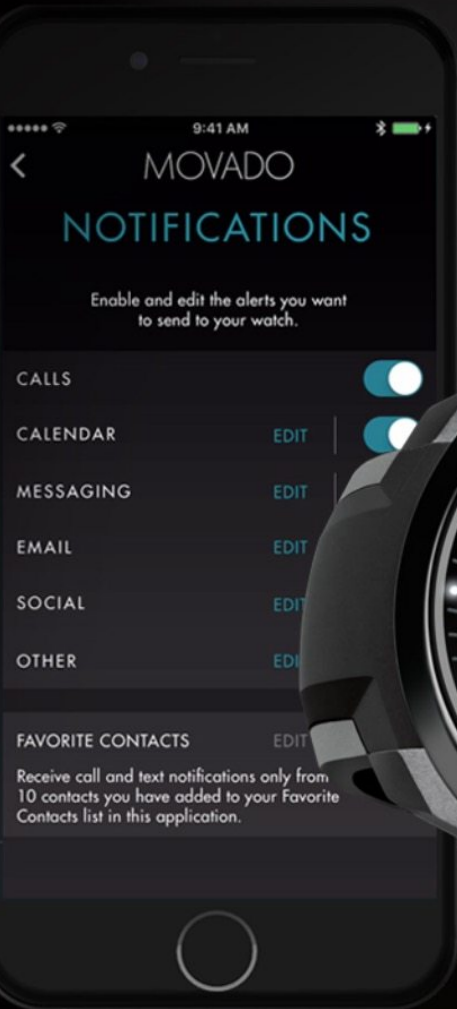 9:41 AM
MOVADO
NOTIFICATIONS
Enable and edit the alerts you want
to send to your watch.
CALLS
CALENDAR EDIT
MESSAGING EDIT
EMAIL EDIT
SOCIAL EDIT
OTHER EDIT
FAVORITE CONTACTS EDIT
Receive call and text notifications only from
10 contacts you have added to your Favorite
Contacts list in this application.